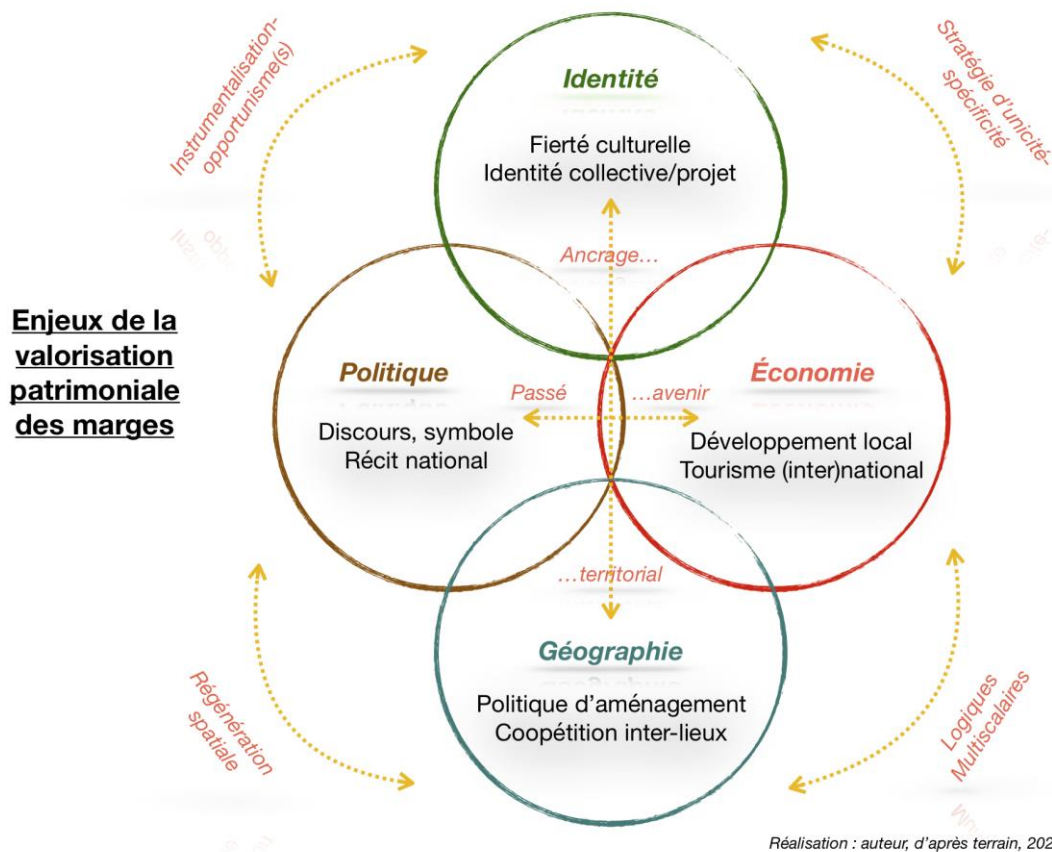 Instrumentalisation-
opportunisme(s)
Stratégie d'unicité-
spécificité
Identité
Fierté culturelle
Identité collective/projet
Ancrage…
Enjeux de la
valorisation
patrimoniale
des marges
Politique
Discours, symbole
Récit national
Passé
…avenir
Économie
Développement local
Tourisme (inter)national
…territorial
Géographie
Politique d'aménagement
Coopétition inter-lieux
Régénération
spatiale
Logiques
Multiscalaires
Réalisation : auteur, d'après terrain, 202